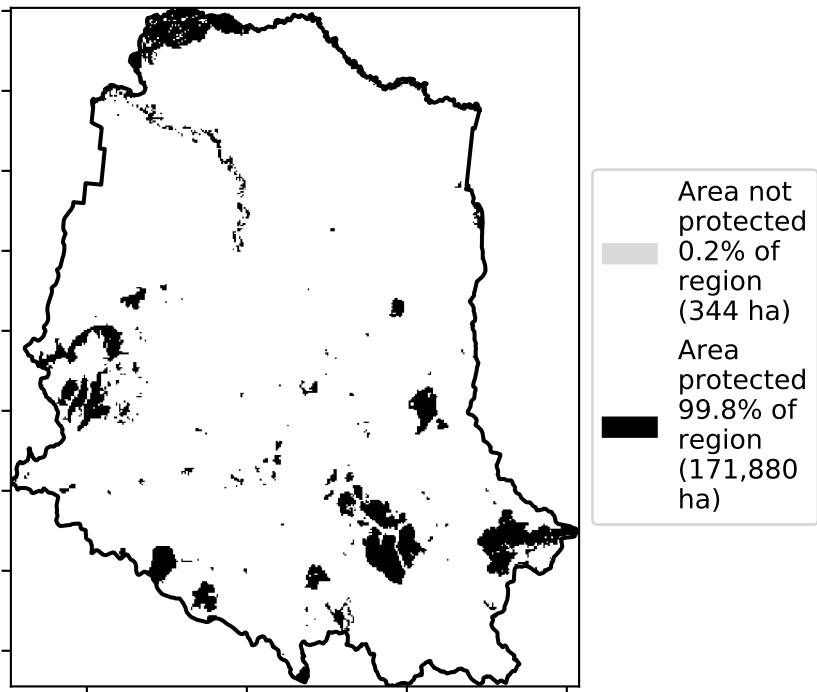 Area not
protected
0.2% of
region
(344 ha)
Area
protected
99.8% of
region
(171,880
ha)